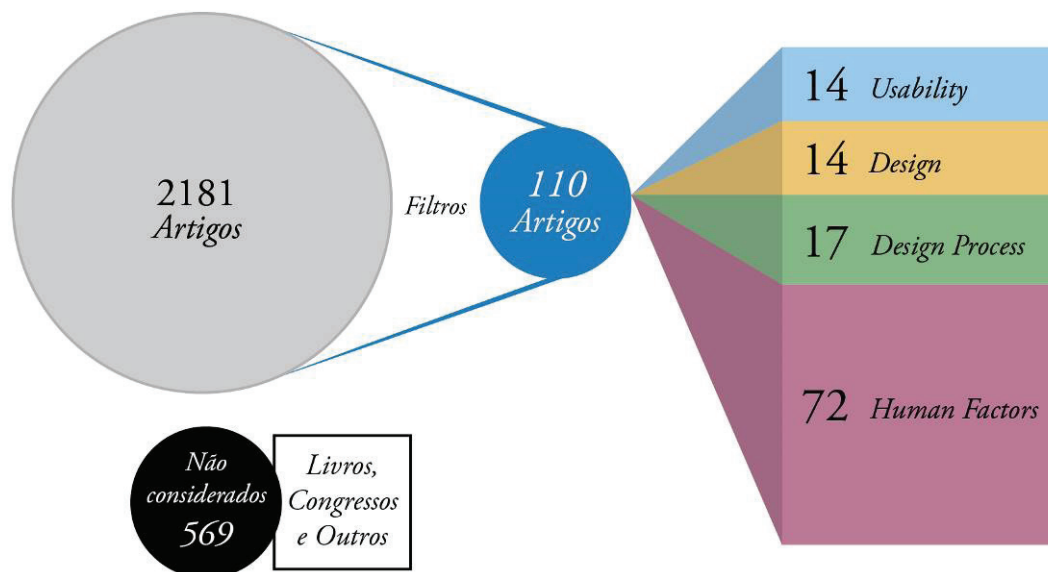 2181
Artigos
Filtros
110
Artigos
14 Usability
14 Design
17 Design Process
72 Human Factors
Não
considerados
569
Livros,
Congressos
e Outros